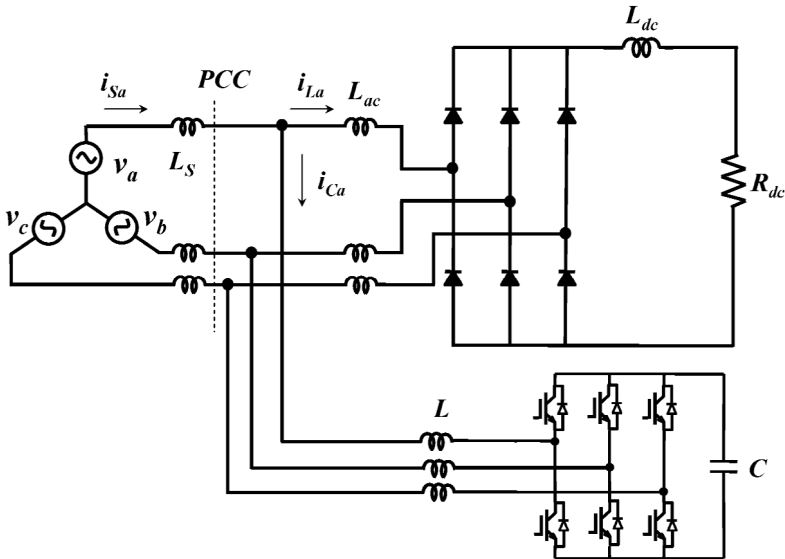 L_dc
i_Sa PCC i_La L_ac
L_S
v_a i_Ca R_dc
v_c v_b
L
C